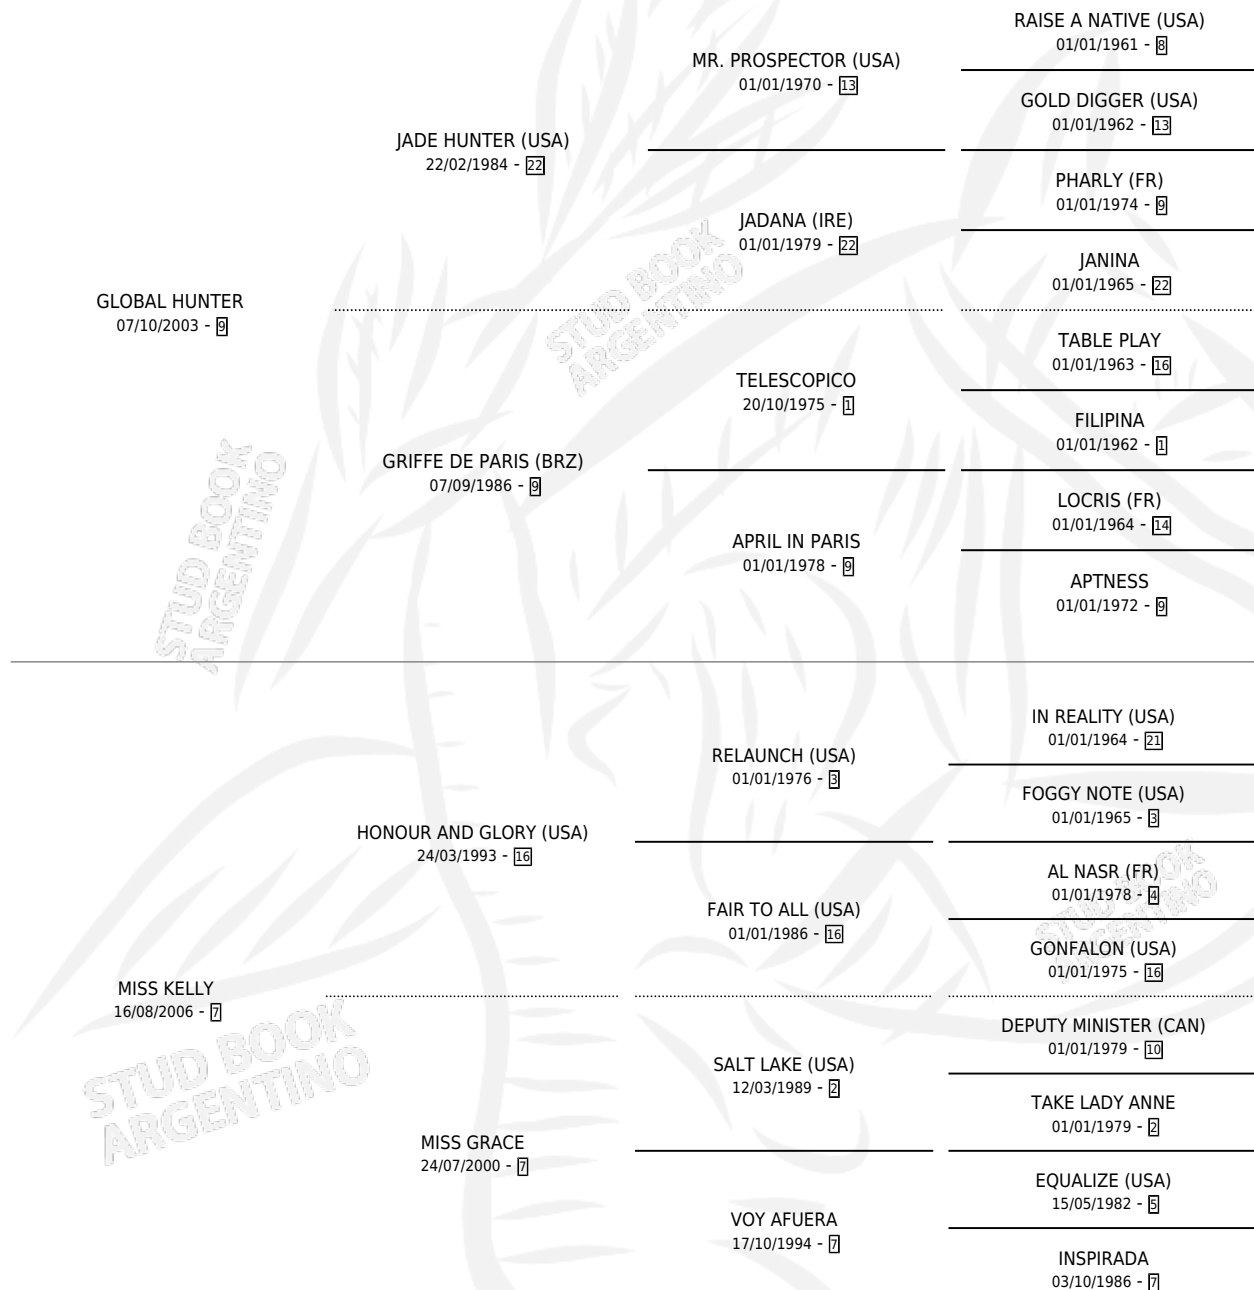 RAISE A NATIVE (USA)
01/01/1961 - 8
MR. PROSPECTOR (USA)
01/01/1970 - 13
GOLD DIGGER (USA)
01/01/1962 - 13
JADE HUNTER (USA)
22/02/1984 - 22
PHARLY (FR)
01/01/1974 - 9
JADANA (IRE)
01/01/1979 - 22
JANINA
01/01/1965 - 22
GLOBAL HUNTER
07/10/2003 - 9
TABLE PLAY
01/01/1963 - 16
TELESCOPICO
20/10/1975 - 1
FILIPINA
01/01/1962 - 1
GRIFFE DE PARIS (BRZ)
07/09/1986 - 9
LOCRIS (FR)
01/01/1964 - 14
APRIL IN PARIS
01/01/1978 - 9
APTNESS
01/01/1972 - 9
IN REALITY (USA)
01/01/1964 - 21
RELAUNCH (USA)
01/01/1976 - 3
FOGGY NOTE (USA)
01/01/1965 - 3
HONOUR AND GLORY (USA)
24/03/1993 - 16
AL NASR (FR)
01/01/1978 - 4
FAIR TO ALL (USA)
01/01/1986 - 16
GONFALON (USA)
01/01/1975 - 16
MISS KELLY
16/08/2006 - 7
DEPUTY MINISTER (CAN)
01/01/1979 - 10
SALT LAKE (USA)
12/03/1989 - 2
TAKE LADY ANNE
01/01/1979 - 2
MISS GRACE
24/07/2000 - 7
EQUALIZE (USA)
15/05/1982 - 5
VOY AFUERA
17/10/1994 - 7
INSPIRADA
03/10/1986 - 7
STUD BOOK
ARGENTINO
STUD BOOK
ARGENTINO
STUD BOOK
ARGENTINO
STUD BOOK
ARGENTINO